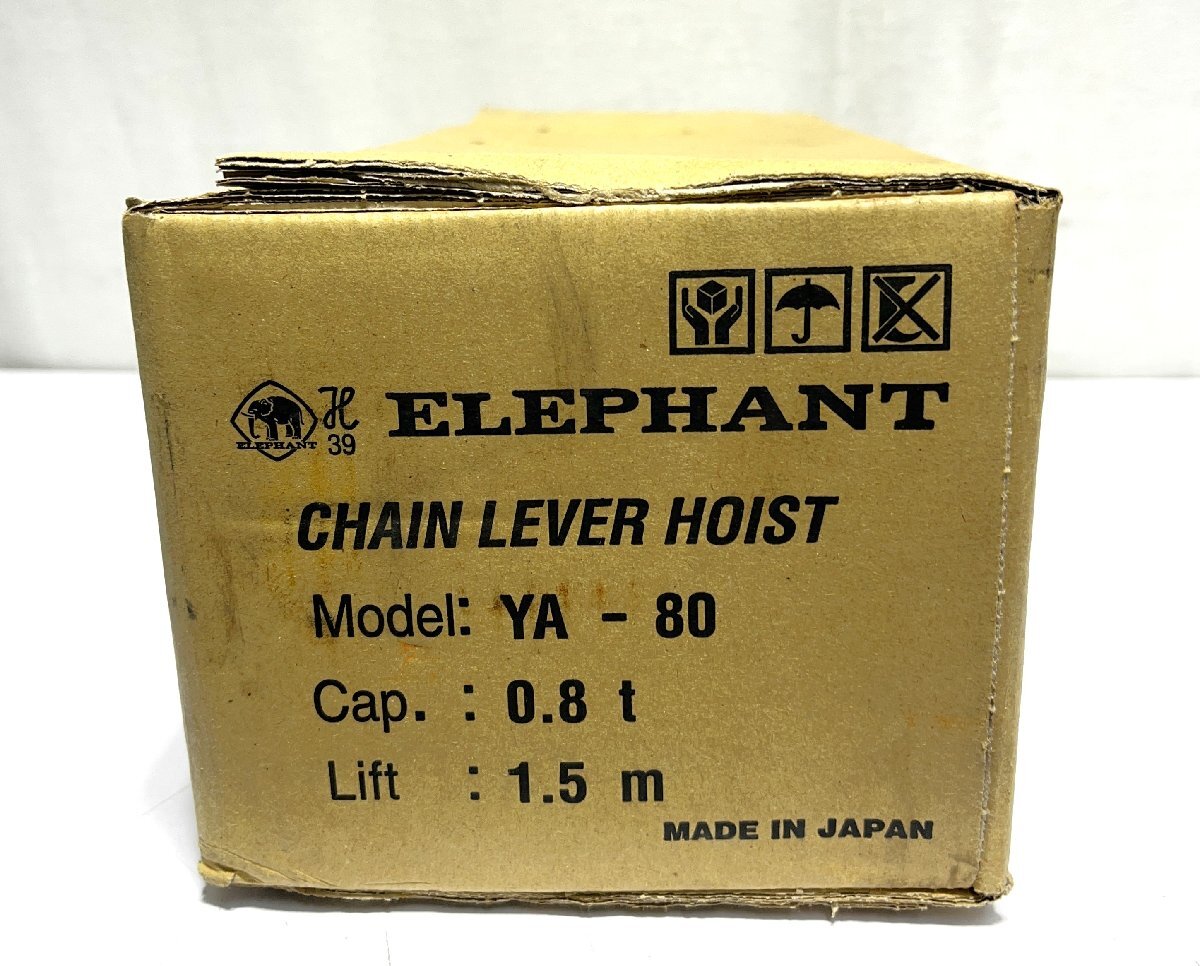 ELEPHANT
H
39
ELEPHANT
CHAIN LEVER HOIST
Model: YA - 80
Cap. : 0.8 t
Lift : 1.5 m
MADE IN JAPAN